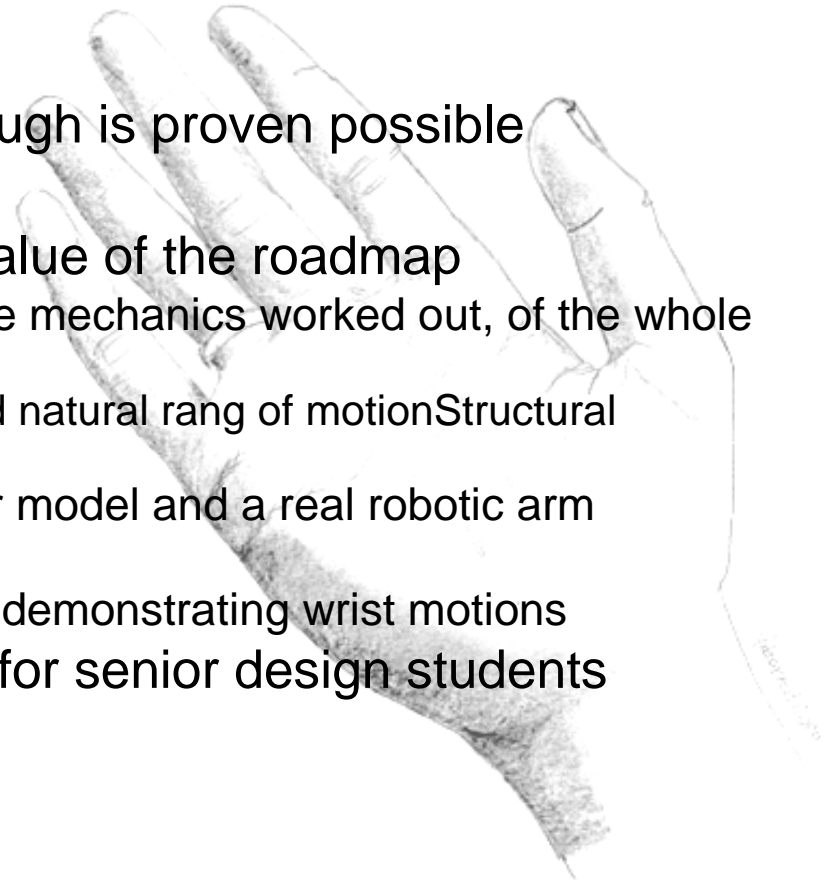 ugh is proven possible
alue of the roadmap
e mechanics worked out, of the whole
natural rang of motionStructural
model and a real robotic arm
demonstrating wrist motions
for senior design students